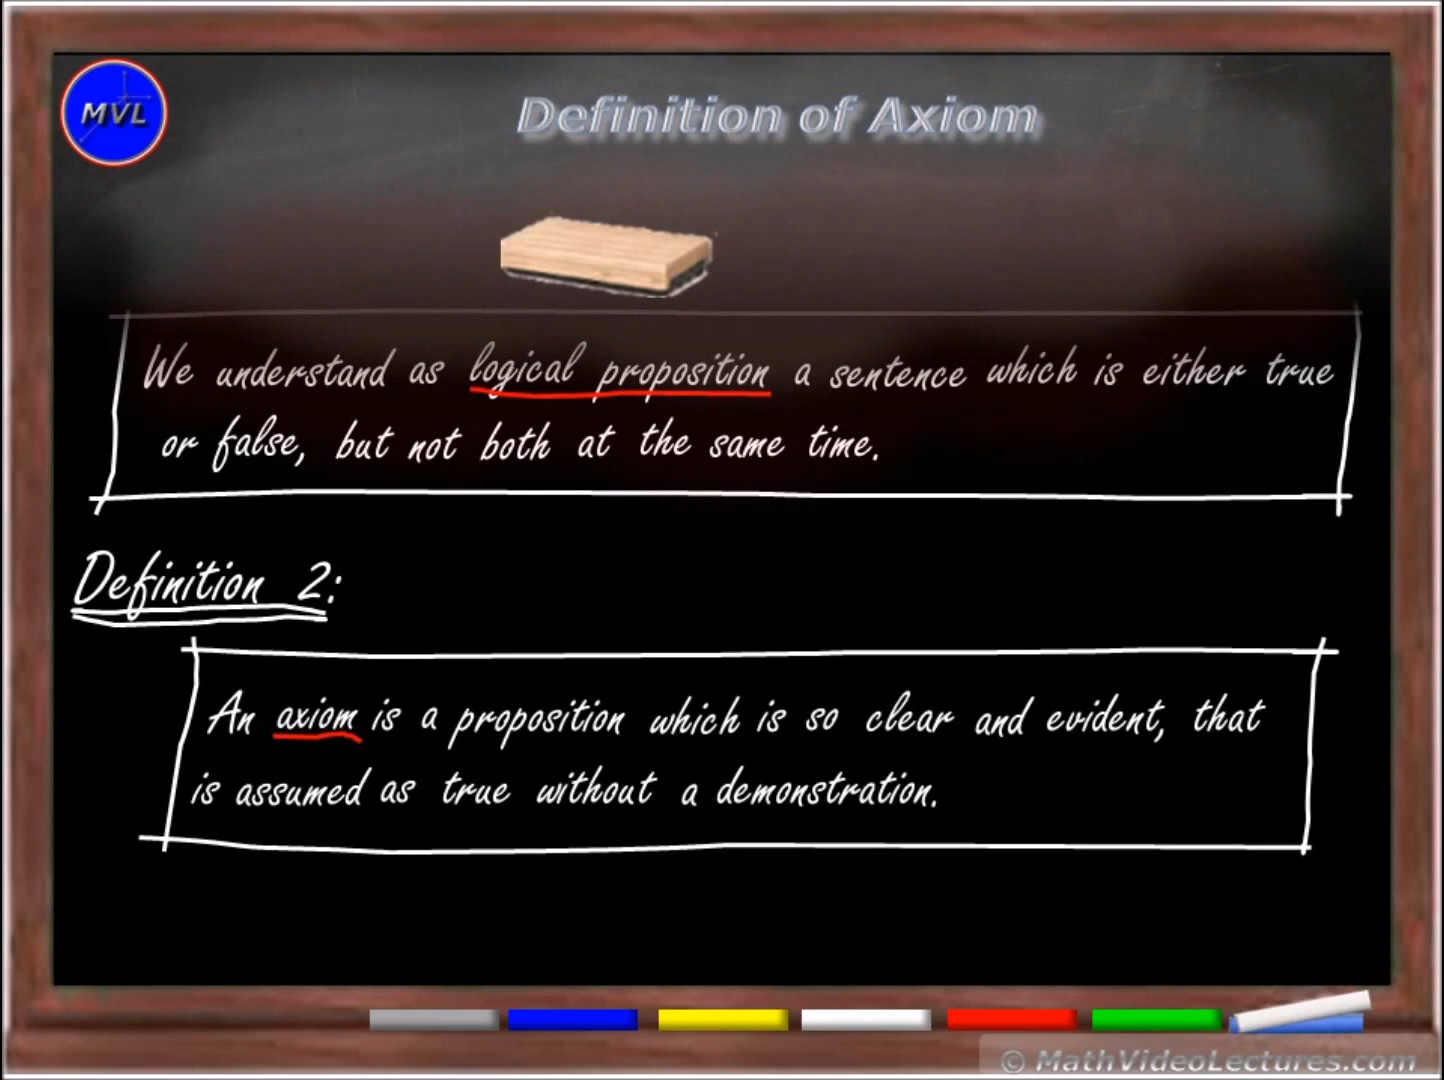 MVL
Definition of Axiom
We understand as logical proposition a sentence which is either true
or false, but not both at the same time.
Definition 2:
An axiom is a proposition which is so clear and evident, that
is assumed as true without a demonstration.
© MathVideoLectures.com